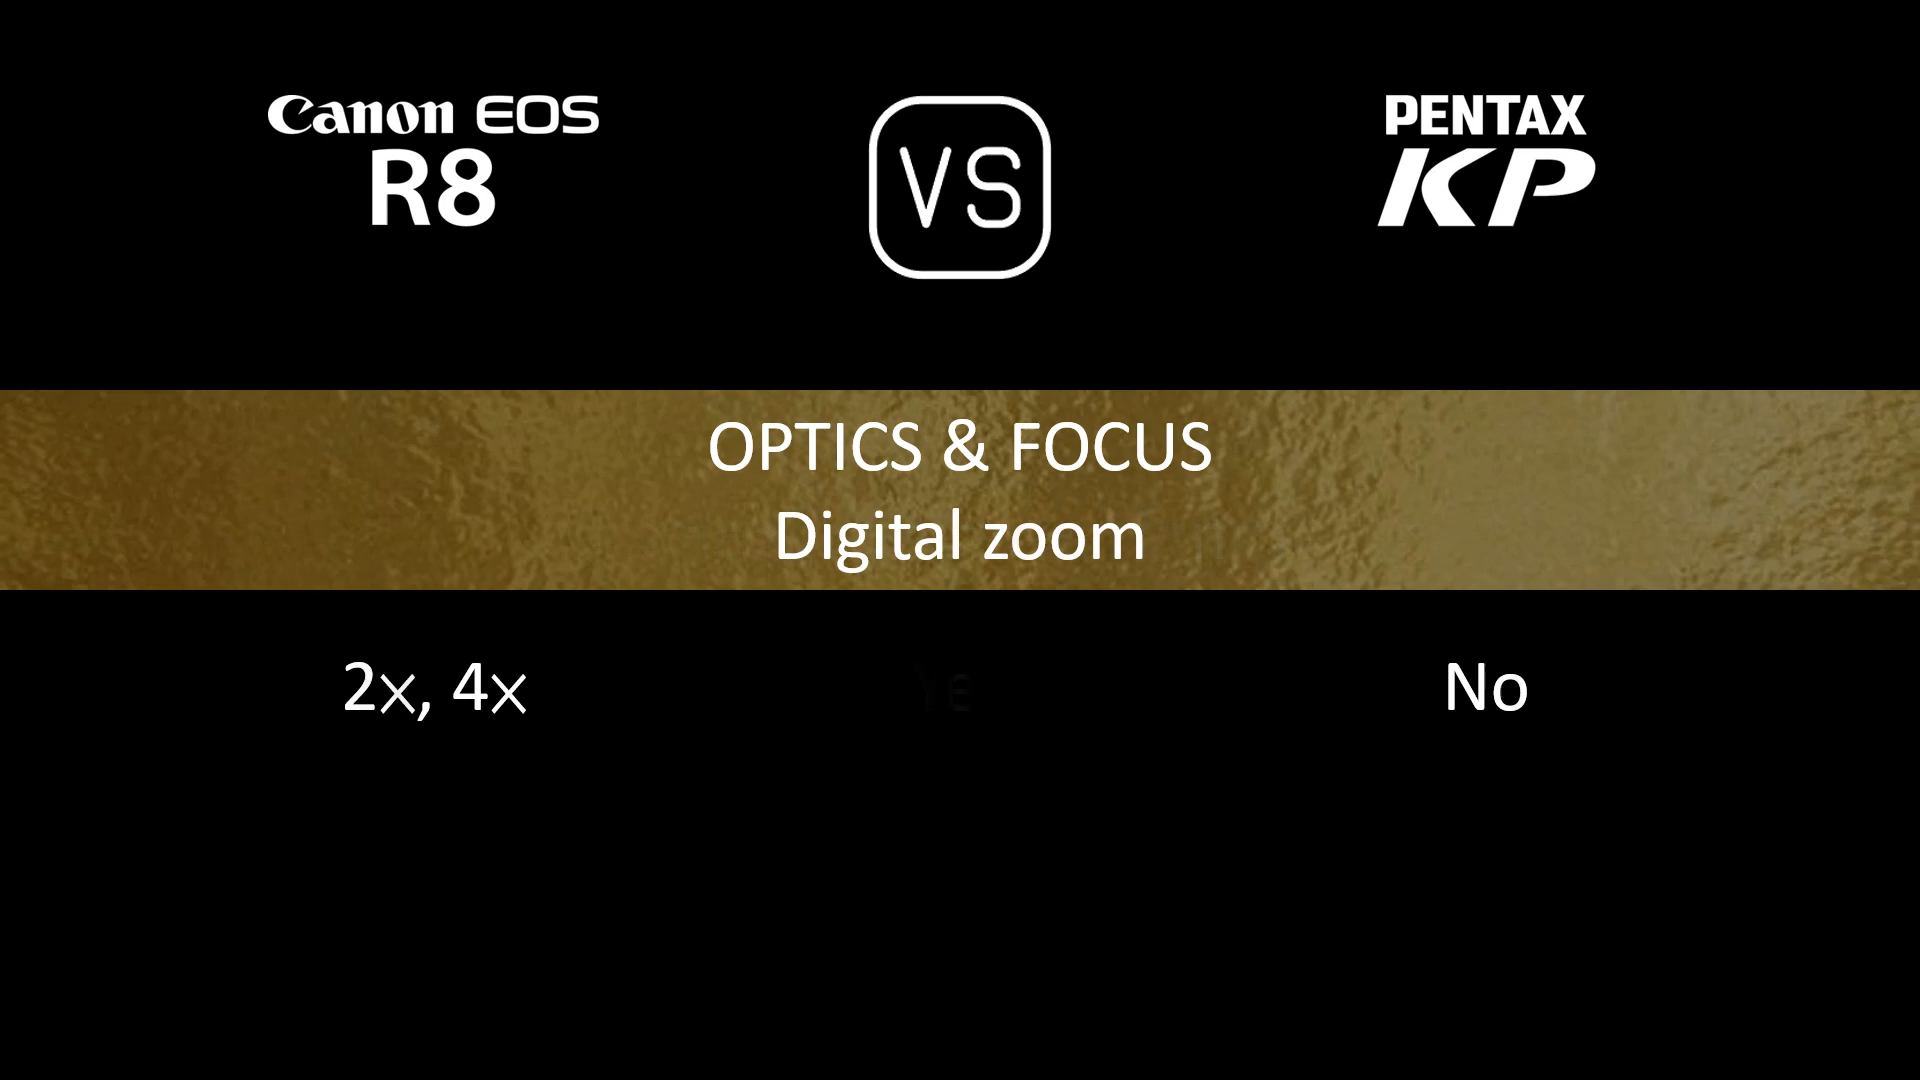 Canon EOS
R8
VS
PENTAX
KP
OPTICS & FOCUS
Digital zoom
2x, 4x
No